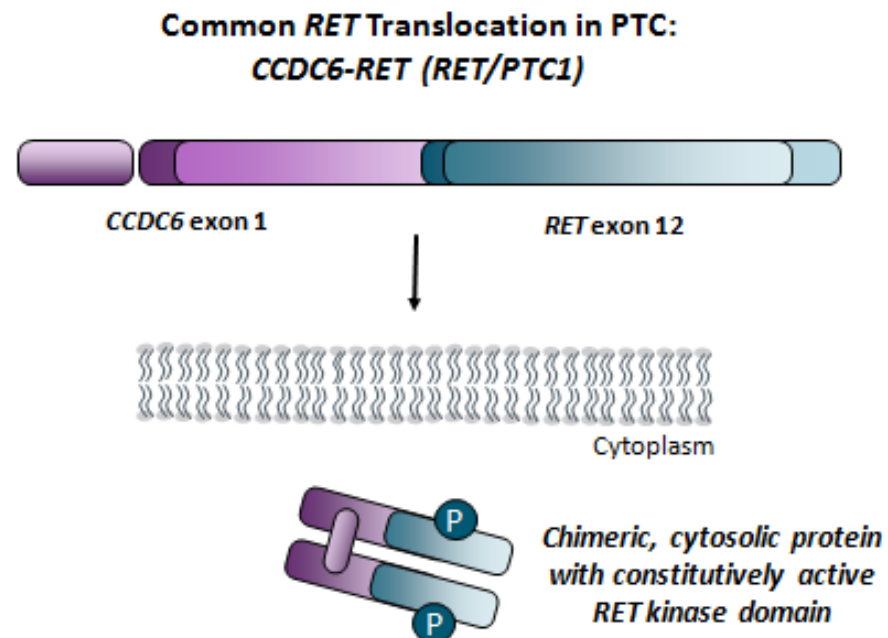 Common RET Translocation in PTC:
CCDC6-RET (RET/PTC1)
CCDC6 exon 1
RET exon 12
Cytoplasm
P
Chimeric, cytosolic protein
with constitutively active
RET kinase domain
P